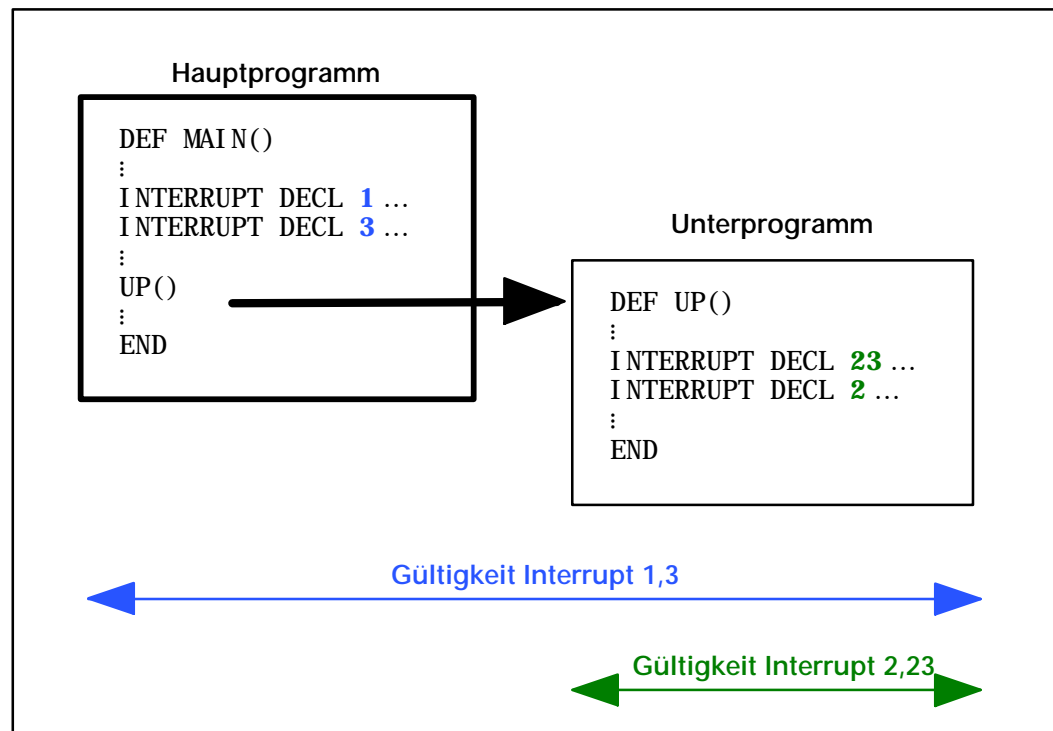 Hauptprogramm
DEF MAIN()
⋮
INTERRUPT DECL 1 ...
INTERRUPT DECL 3 ...
⋮
UP()
⋮
END
Unterprogramm
DEF UP()
⋮
INTERRUPT DECL 23 ...
INTERRUPT DECL 2 ...
⋮
END
Gültigkeit Interrupt 1,3
Gültigkeit Interrupt 2,23